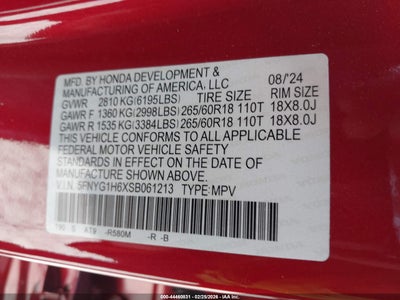 MFD. BY HONDA DEVELOPMENT &
MANUFACTURING OF AMERICA, LLC 08/24
GVWR 2810 KG(6195LBS) TIRE SIZE RIM SIZE
GAWR F 1360 KG(2998LBS) 265/60R18 110T 18X8.0J
GAWR R 1535 KG(3384LBS) 265/60R18 110T 18X8.0J
THIS VEHICLE CONFORMS TO ALL APPLICABLE
FEDERAL MOTOR VEHICLE SAFETY
STANDARDS IN EFFECT ON THE DATE OF
MANUFACTURE SHOWN ABOVE.
V.I.N. 5FNYG1H6XSB061213 TYPE:MPV
AT9 -R580M -R -B
000-44460831 - 02/25/2026 - IAA, Inc.